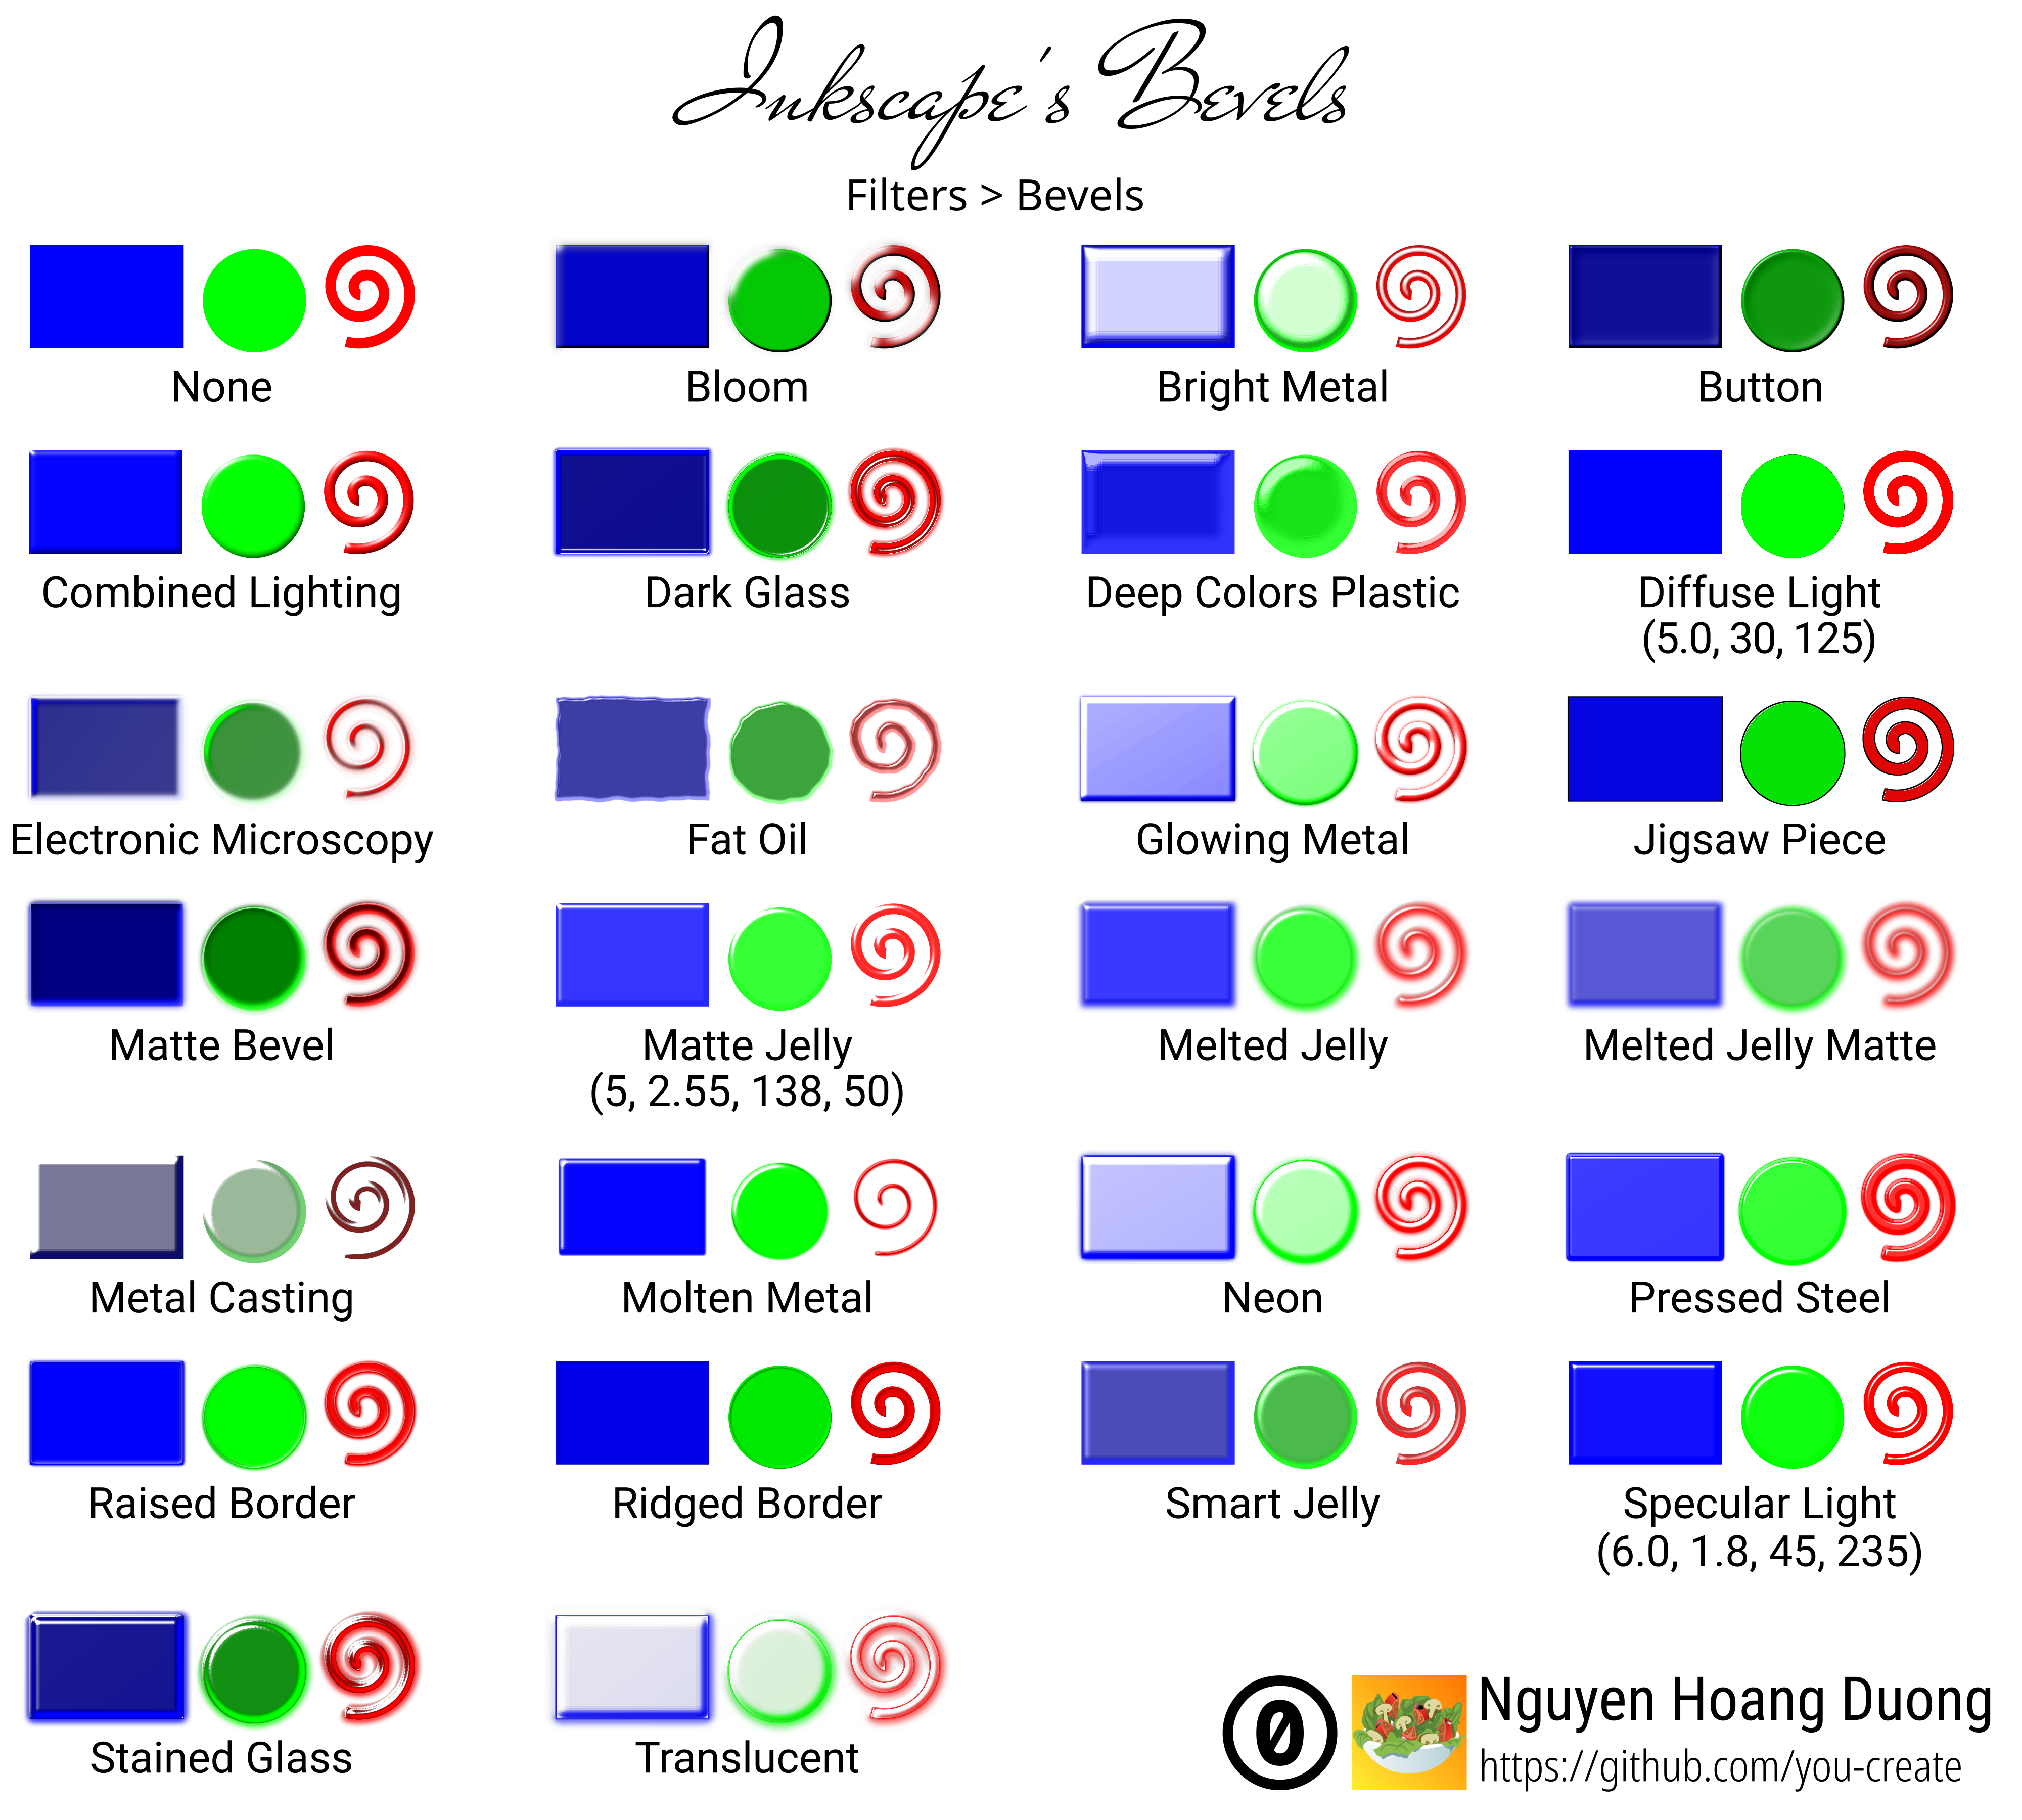 Inkscape's Bevels
Filters > Bevels
None
Bloom
Bright Metal
Button
Combined Lighting
Dark Glass
Deep Colors Plastic
Diffuse Light
(5.0, 30, 125)
Electronic Microscopy
Fat Oil
Glowing Metal
Jigsaw Piece
Matte Bevel
Matte Jelly
(5, 2.55, 138, 50)
Melted Jelly
Melted Jelly Matte
Metal Casting
Molten Metal
Neon
Pressed Steel
Raised Border
Ridged Border
Smart Jelly
Specular Light
(6.0, 1.8, 45, 235)
Stained Glass
Translucent
0
Nguyen Hoang Duong
https://github.com/you-create